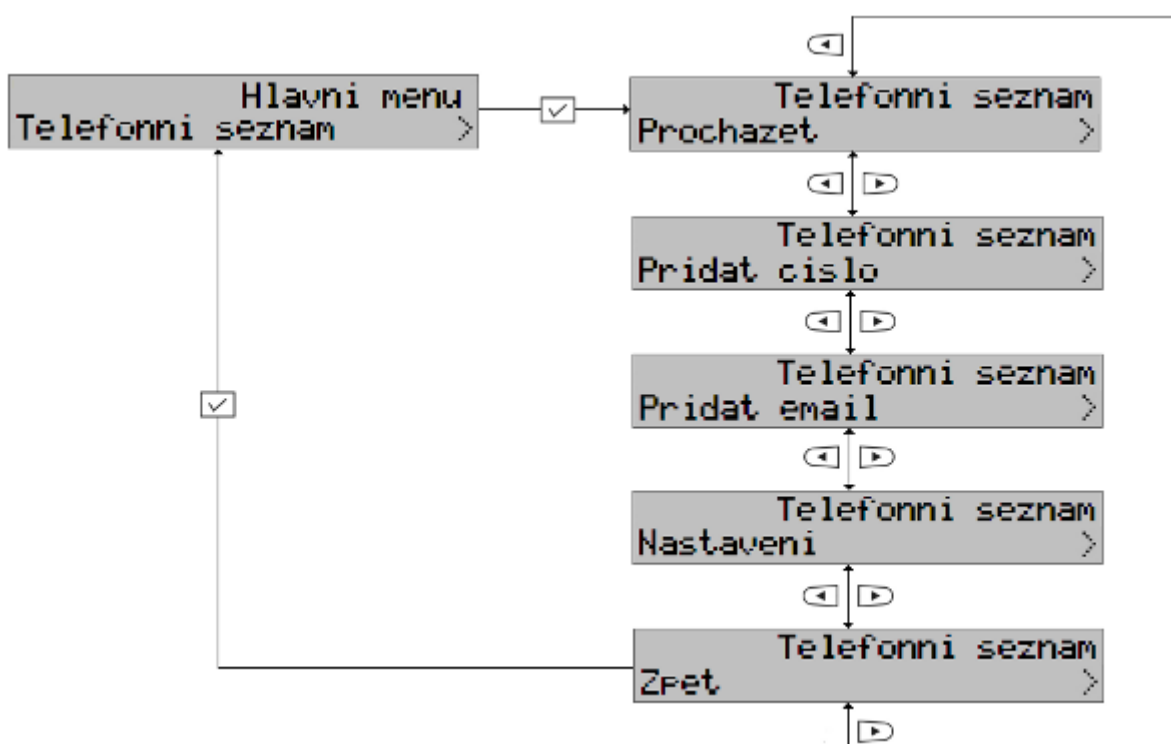 Hlavni menu
Telefonni seznam >
Telefonni seznam
Prochazet >
Telefonni seznam
Pridat cislo >
Telefonni seznam
Pridat email >
Telefonni seznam
Nastaveni >
Telefonni seznam
Zpet >